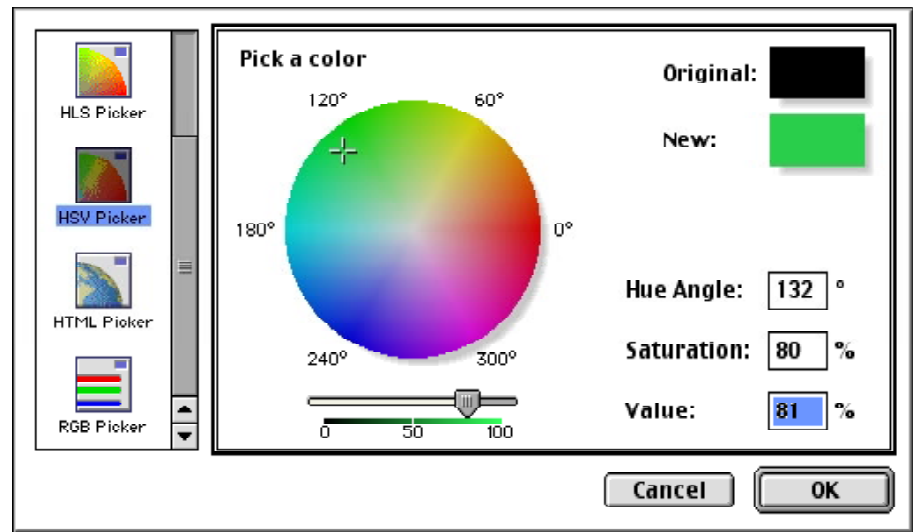 HLS Picker
HSV Picker
HTML Picker
RGB Picker
Pick a color
120°
60°
180°
0°
240°
300°
0 50 100
Original:
New:
Hue Angle: 132 °
Saturation: 80 %
Value: 81 %
Cancel
OK